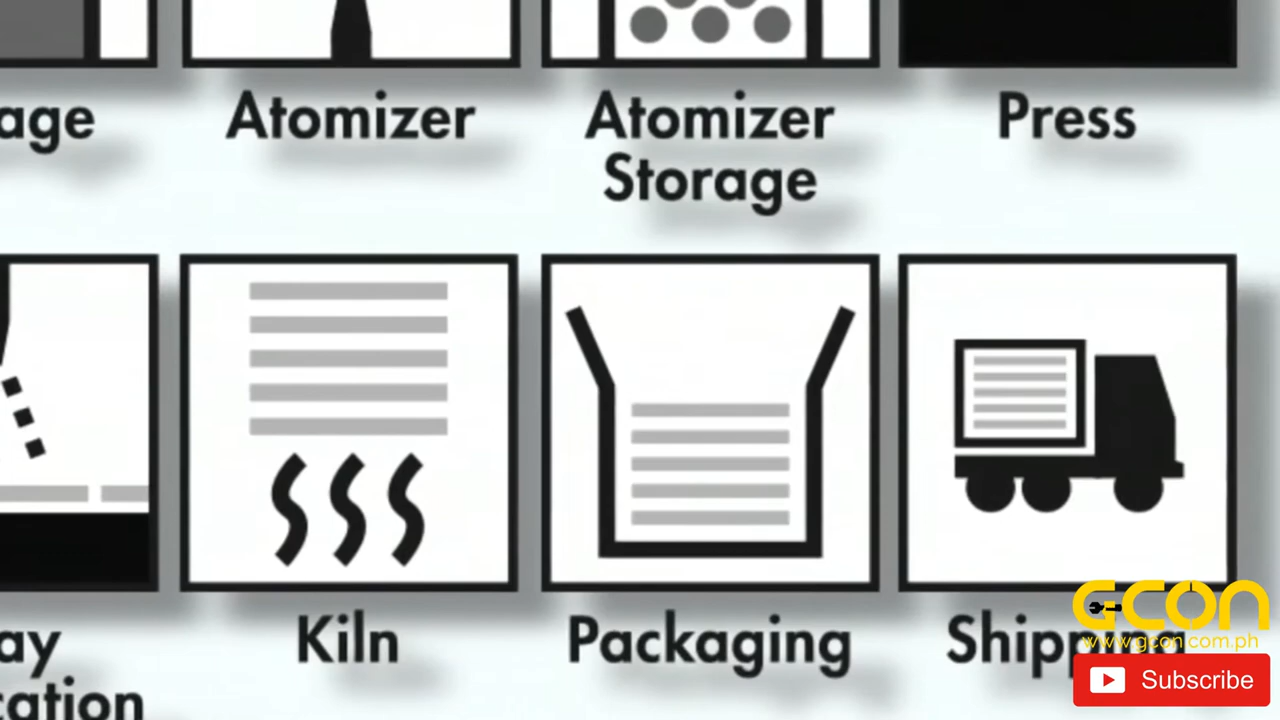 age
Atomizer
Atomizer
Storage
Press
ay
cation
Kiln
Packaging
Shipping
GCON
www.gcon.com.ph
Subscribe